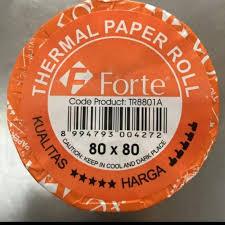 THERMAL PAPER ROLL
Forte
Code Product: TR8801A
8 994793 004272
80 x 80
CAUTION: KEEP IN COOL AND DARK PLACE
KUALITAS ★★★★★ HARGA